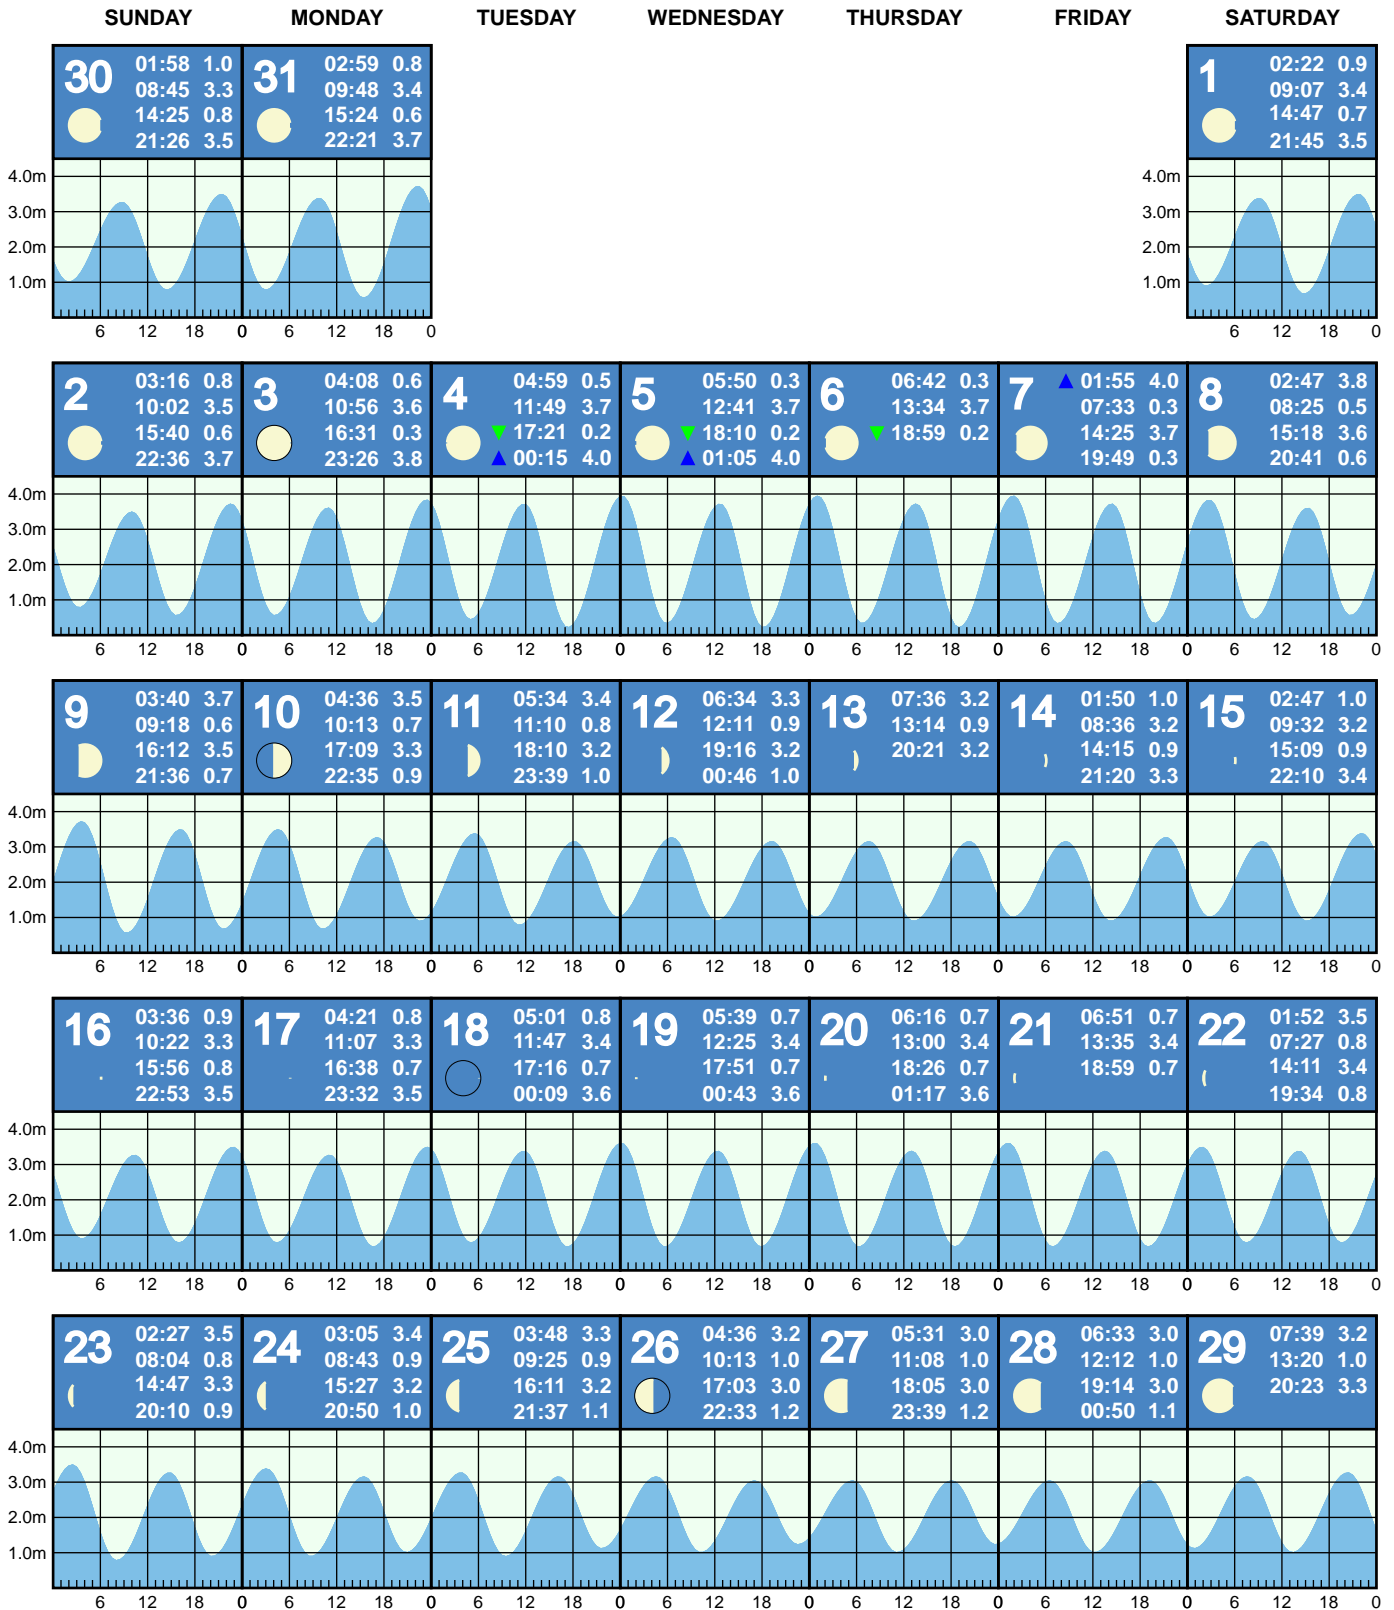 SUNDAY MONDAY TUESDAY WEDNESDAY THURSDAY FRIDAY SATURDAY
30 01:58 1.0
08:45 3.3
14:25 0.8
21:26 3.5
31 02:59 0.8
09:48 3.4
15:24 0.6
22:21 3.7
1 02:22 0.9
09:07 3.4
14:47 0.7
21:45 3.5
4.0m 4.0m
3.0m 3.0m
2.0m 2.0m
1.0m 1.0m
6 12 18 0 6 12 18 0 6 12 18 0
2 03:16 0.8
10:02 3.5
15:40 0.6
22:36 3.7
3 04:08 0.6
10:56 3.6
16:31 0.3
23:26 3.8
4 04:59 0.5
11:49 3.7
17:21 0.2
00:15 4.0
5 05:50 0.3
12:41 3.7
18:10 0.2
01:05 4.0
6 06:42 0.3
13:34 3.7
18:59 0.2
7 01:55 4.0
07:33 0.3
14:25 3.7
19:49 0.3
8 02:47 3.8
08:25 0.5
15:18 3.6
20:41 0.6
4.0m
3.0m
2.0m
1.0m
6 12 18 0 6 12 18 0 6 12 18 0 6 12 18 0 6 12 18 0 6 12 18 0 6 12 18 0
9 03:40 3.7
09:18 0.6
16:12 3.5
21:36 0.7
10 04:36 3.5
10:13 0.7
17:09 3.3
22:35 0.9
11 05:34 3.4
11:10 0.8
18:10 3.2
23:39 1.0
12 06:34 3.3
12:11 0.9
19:16 3.2
00:46 1.0
13 07:36 3.2
13:14 0.9
20:21 3.2
14 01:50 1.0
08:36 3.2
14:15 0.9
21:20 3.3
15 02:47 1.0
09:32 3.2
15:09 0.9
22:10 3.4
4.0m
3.0m
2.0m
1.0m
6 12 18 0 6 12 18 0 6 12 18 0 6 12 18 0 6 12 18 0 6 12 18 0 6 12 18 0
16 03:36 0.9
10:22 3.3
15:56 0.8
22:53 3.5
17 04:21 0.8
11:07 3.3
16:38 0.7
23:32 3.5
18 05:01 0.8
11:47 3.4
17:16 0.7
00:09 3.6
19 05:39 0.7
12:25 3.4
17:51 0.7
00:43 3.6
20 06:16 0.7
13:00 3.4
18:26 0.7
01:17 3.6
21 06:51 0.7
13:35 3.4
18:59 0.7
22 01:52 3.5
07:27 0.8
14:11 3.4
19:34 0.8
4.0m
3.0m
2.0m
1.0m
6 12 18 0 6 12 18 0 6 12 18 0 6 12 18 0 6 12 18 0 6 12 18 0 6 12 18 0
23 02:27 3.5
08:04 0.8
14:47 3.3
20:10 0.9
24 03:05 3.4
08:43 0.9
15:27 3.2
20:50 1.0
25 03:48 3.3
09:25 0.9
16:11 3.2
21:37 1.1
26 04:36 3.2
10:13 1.0
17:03 3.0
22:33 1.2
27 05:31 3.0
11:08 1.0
18:05 3.0
23:39 1.2
28 06:33 3.0
12:12 1.0
19:14 3.0
00:50 1.1
29 07:39 3.2
13:20 1.0
20:23 3.3
4.0m
3.0m
2.0m
1.0m
6 12 18 0 6 12 18 0 6 12 18 0 6 12 18 0 6 12 18 0 6 12 18 0 6 12 18 0